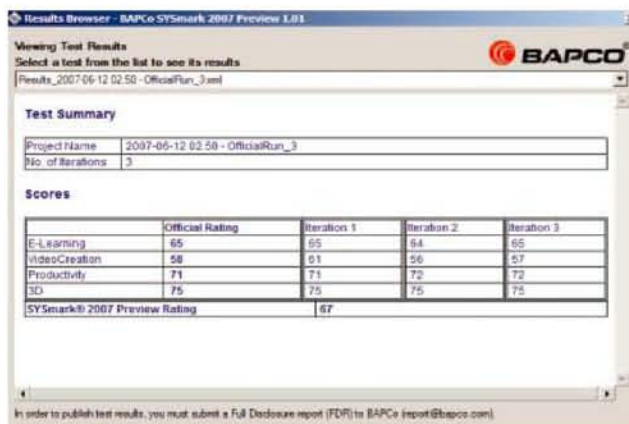 Results Browser - BAPCo SYSmark 2007 Preview 1.01
Viewing Test Results
Select a test from the list to see its results
BAPCO
Results_2007-06-12 02.50 - OfficialRun_3.xml
Test Summary
Project Name 2007-06-12 02.50 - OfficialRun_3
No. of Iterations 3
Scores
Official Rating Iteration 1 Iteration 2 Iteration 3
E-Learning 65 65 64 65
VideoCreation 58 61 56 57
Productivity 71 71 72 72
3D 75 75 75 75
SYSmark® 2007 Preview Rating 67
In order to publish test results, you must submit a Full Disclosure report (FDR) to BAPCo (report@bapco.com).